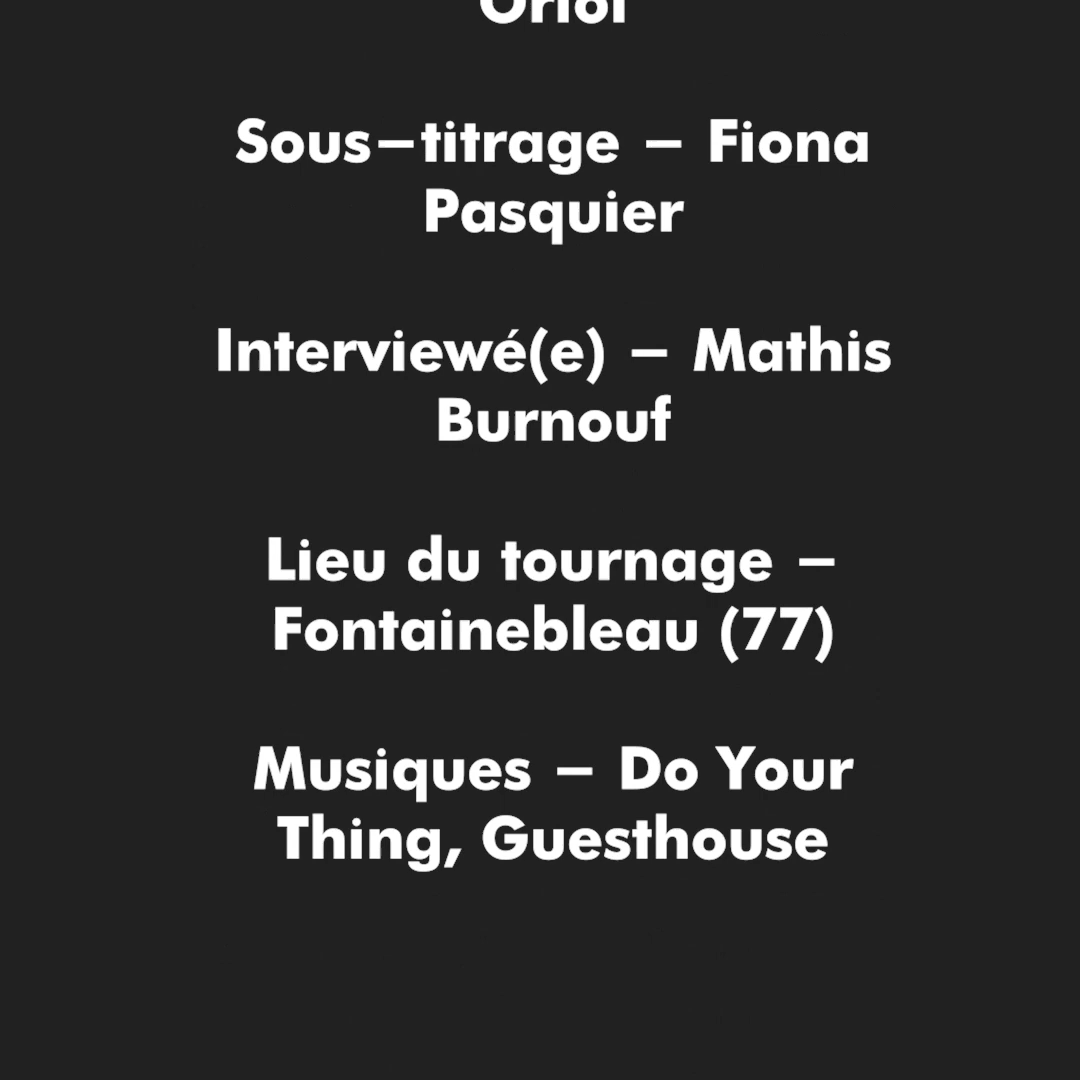 Sous–titrage – Fiona
Pasquier
Interviewé(e) – Mathis
Burnouf
Lieu du tournage –
Fontainebleau (77)
Musiques – Do Your
Thing, Guesthouse